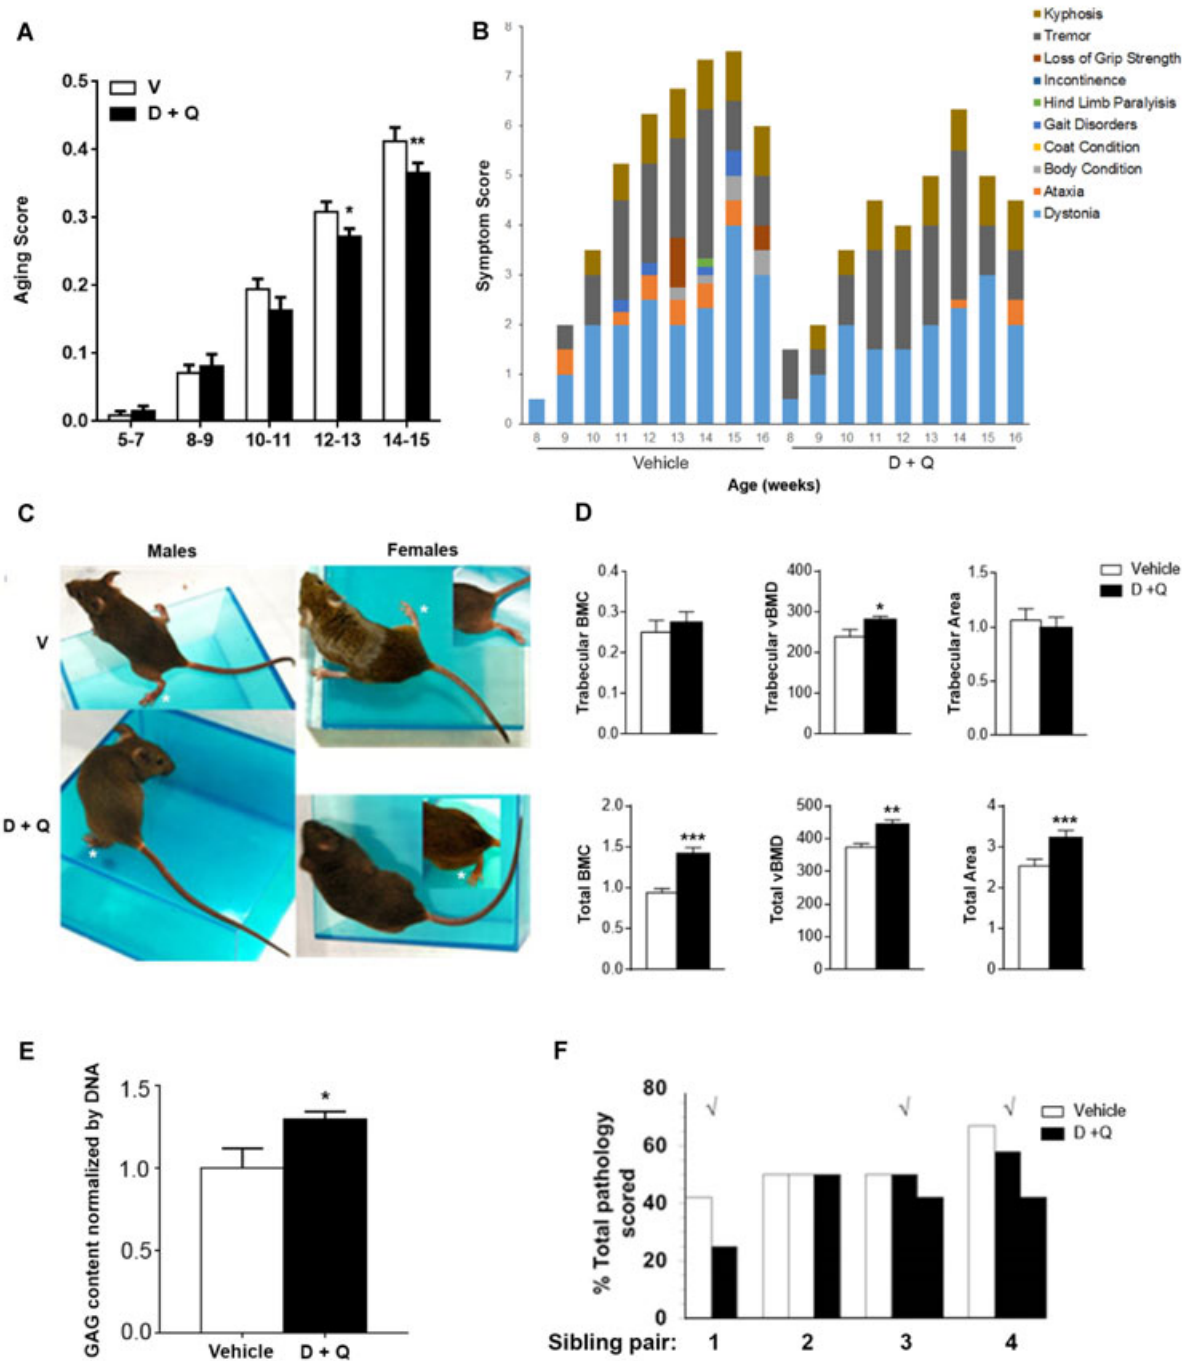 A
0.5
0.4
0.3
0.2
0.1
0.0
Aging Score
V
D + Q
*
**
5-7 8-9 10-11 12-13 14-15
B
8
7
6
5
4
3
2
1
0
Symptom Score
Kyphosis
Tremor
Loss of Grip Strength
Incontinence
Hind Limb Paralyisis
Gait Disorders
Coat Condition
Body Condition
Ataxia
Dystonia
8 9 10 11 12 13 14 15 16 8 9 10 11 12 13 14 15 16
Vehicle D + Q
Age (weeks)
C
Males Females
V
D + Q
*
*
*
*
D
Vehicle
D +Q
Trabecular BMC
0.4
0.3
0.2
0.1
0.0
Trabecular vBMD
400
300
200
100
0
*
Trabecular Area
1.5
1.0
0.5
0.0
Total BMC
2.0
1.5
1.0
0.5
0.0
***
Total vBMD
500
400
300
200
100
0
**
Total Area
4
3
2
1
0
***
E
GAG content normalized by DNA
1.5
1.0
0.5
0.0
*
Vehicle D + Q
F
% Total pathology
scored
80
60
40
20
0
√ √ √
Vehicle
D +Q
Sibling pair: 1 2 3 4